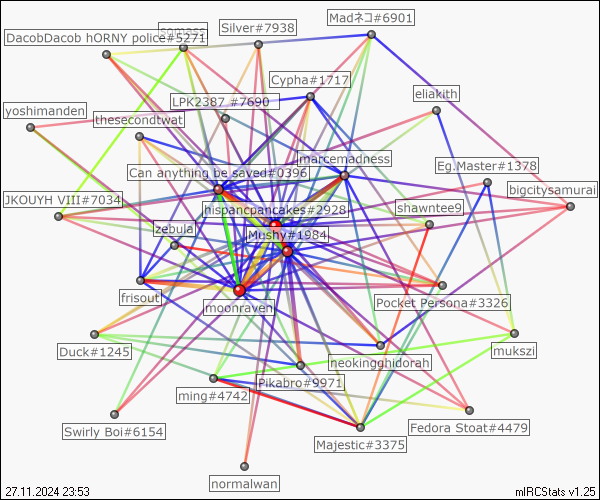 Madネコ#6901
Silver#7938
DacobDacob hORNY police#5271
Cypha#1717
eliakith
LPK2387 #7690
yoshimanden
thesecondtwat
marcemadness
Eg.Master#1378
Can anything be saved#0396
bigcitysamurai
JKOUYH VIII#7034
hispancpancakes#2928
shawntee9
zebula
Mushy#1984
frisout
moonraven
Pocket Persona#3326
Duck#1245
neokingghidorah
mukszi
Pikabro#9971
ming#4742
Swirly Boi#6154
Majestic#3375
Fedora Stoat#4479
normalwan
27.11.2024 23:53
mIRCStats v1.25